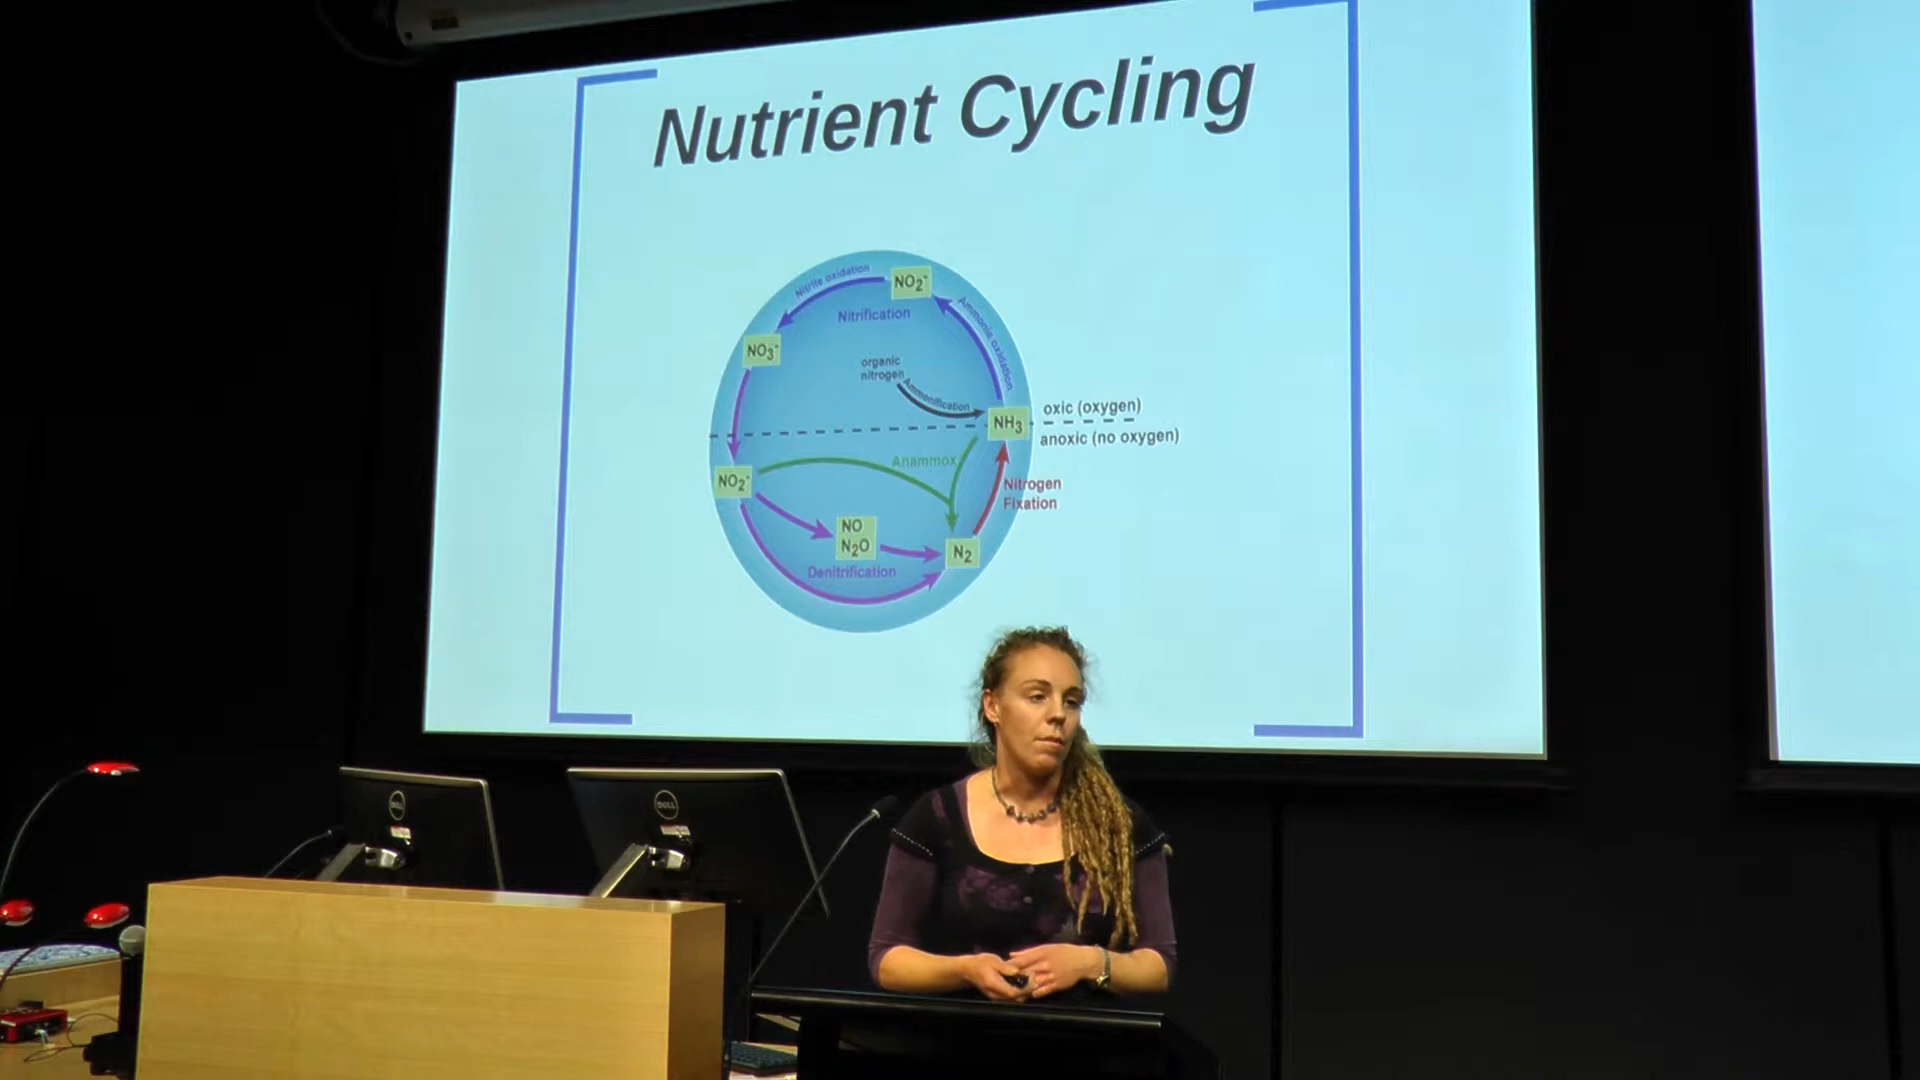 Nutrient Cycling
Nitrite oxidation
NO2-
Nitrification
Ammonia oxidation
NO3-
organic
nitrogen
Ammonification
NH3
oxic (oxygen)
anoxic (no oxygen)
Anammox
NO2-
Nitrogen
Fixation
NO
N2O
N2
Denitrification
DELL
DELL